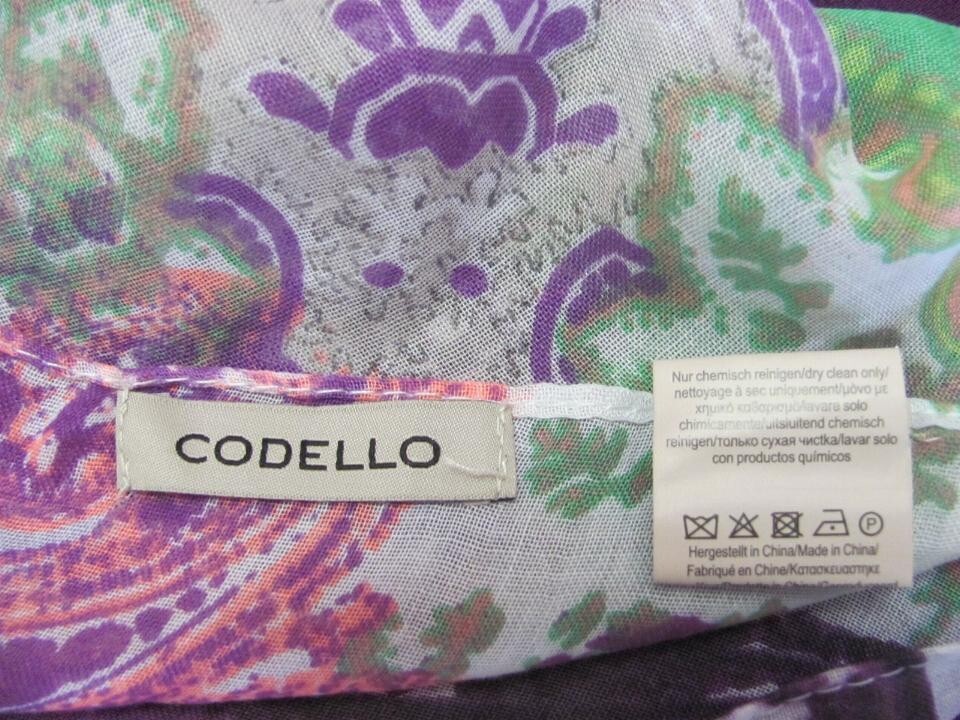 CODELLO
Nur chemisch reinigen/dry clean only/
nettoyage à sec uniquement/μόνο με
χημικό καθαρισμό/lavare solo
chimicamente/uitsluitend chemisch
reinigen/только сухая чистка/lavar solo
con productos químicos
P
Hergestellt in China/Made in China/
Fabriqué en Chine/Κατασκευαστηκε